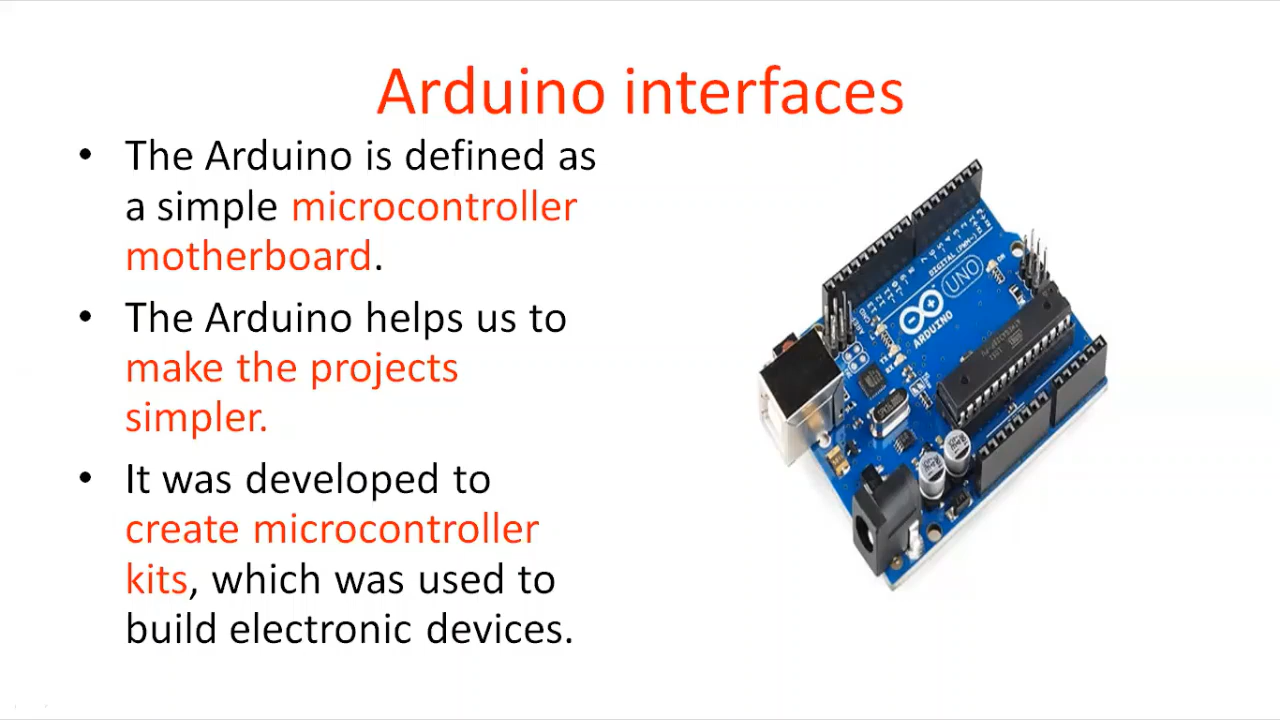 Arduino interfaces
• The Arduino is defined as
a simple microcontroller
motherboard.
• The Arduino helps us to
make the projects
simpler.
• It was developed to
create microcontroller
kits, which was used to
build electronic devices.
DIGITAL (PWM~)
UNO
ARDUINO